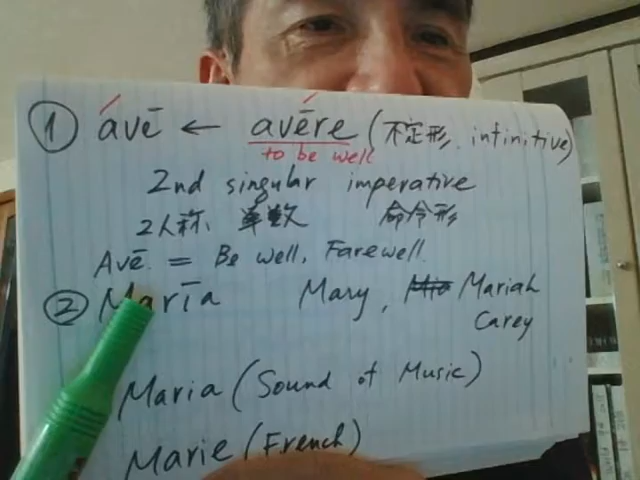 ① ávē ← avēre (不定形, infinitive)
to be well
2nd singular imperative
2人称、単数 命令形
Avē = Be well, Farewell.
② Marīa Mary, Mariah
Carey
Maria (Sound of Music)
Marie (French)